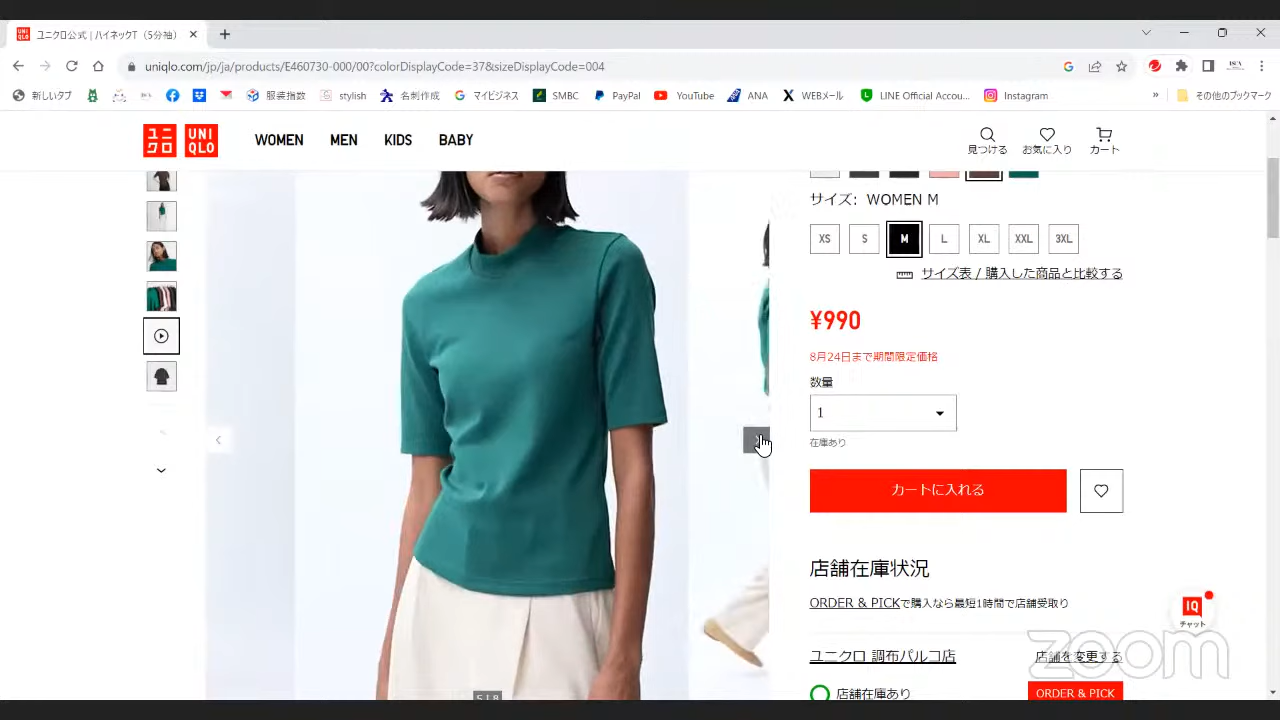 ユニクロ公式 | ハイネックT（5分袖）
uniqlo.com/jp/ja/products/E460730-000/00?colorDisplayCode=37&sizeDisplayCode=004
新しいタブ
服装指数
stylish
名刺作成
マイビジネス
SMBC
PayPal
YouTube
ANA
WEBメール
LINE Official Accou...
Instagram
»
その他のブックマーク
ユニクロ
UNIQLO
WOMEN
MEN
KIDS
BABY
見つける
お気に入り
カート
サイズ: WOMEN M
XS
S
M
L
XL
XXL
3XL
サイズ表 / 購入した商品と比較する
¥990
8月24日まで期間限定価格
数量
1
在庫あり
カートに入れる
店舗在庫状況
ORDER & PICKで購入なら最短1時間で店舗受取り
IQ
チャット
ユニクロ 調布パルコ店
店舗を変更する
店舗在庫あり
ORDER & PICK
zoom